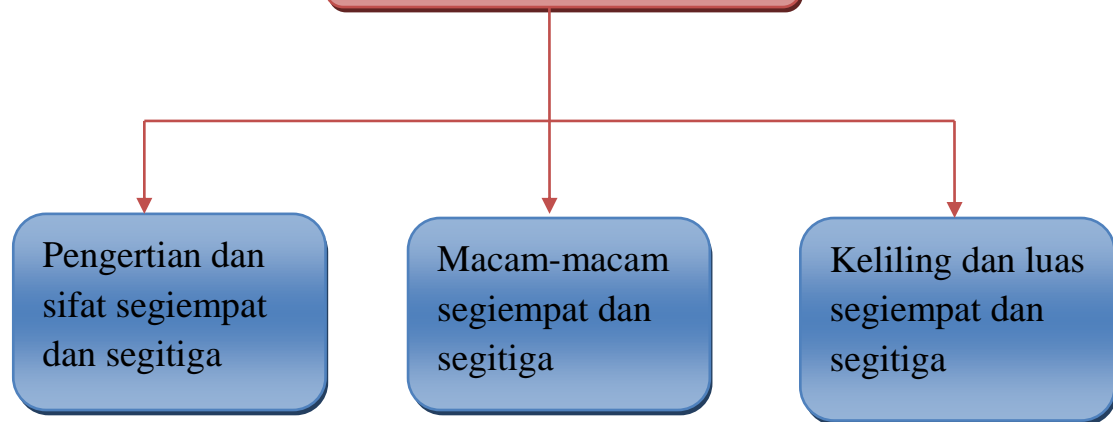 Pengertian dan
sifat segiempat
dan segitiga
Macam-macam
segiempat dan
segitiga
Keliling dan luas
segiempat dan
segitiga